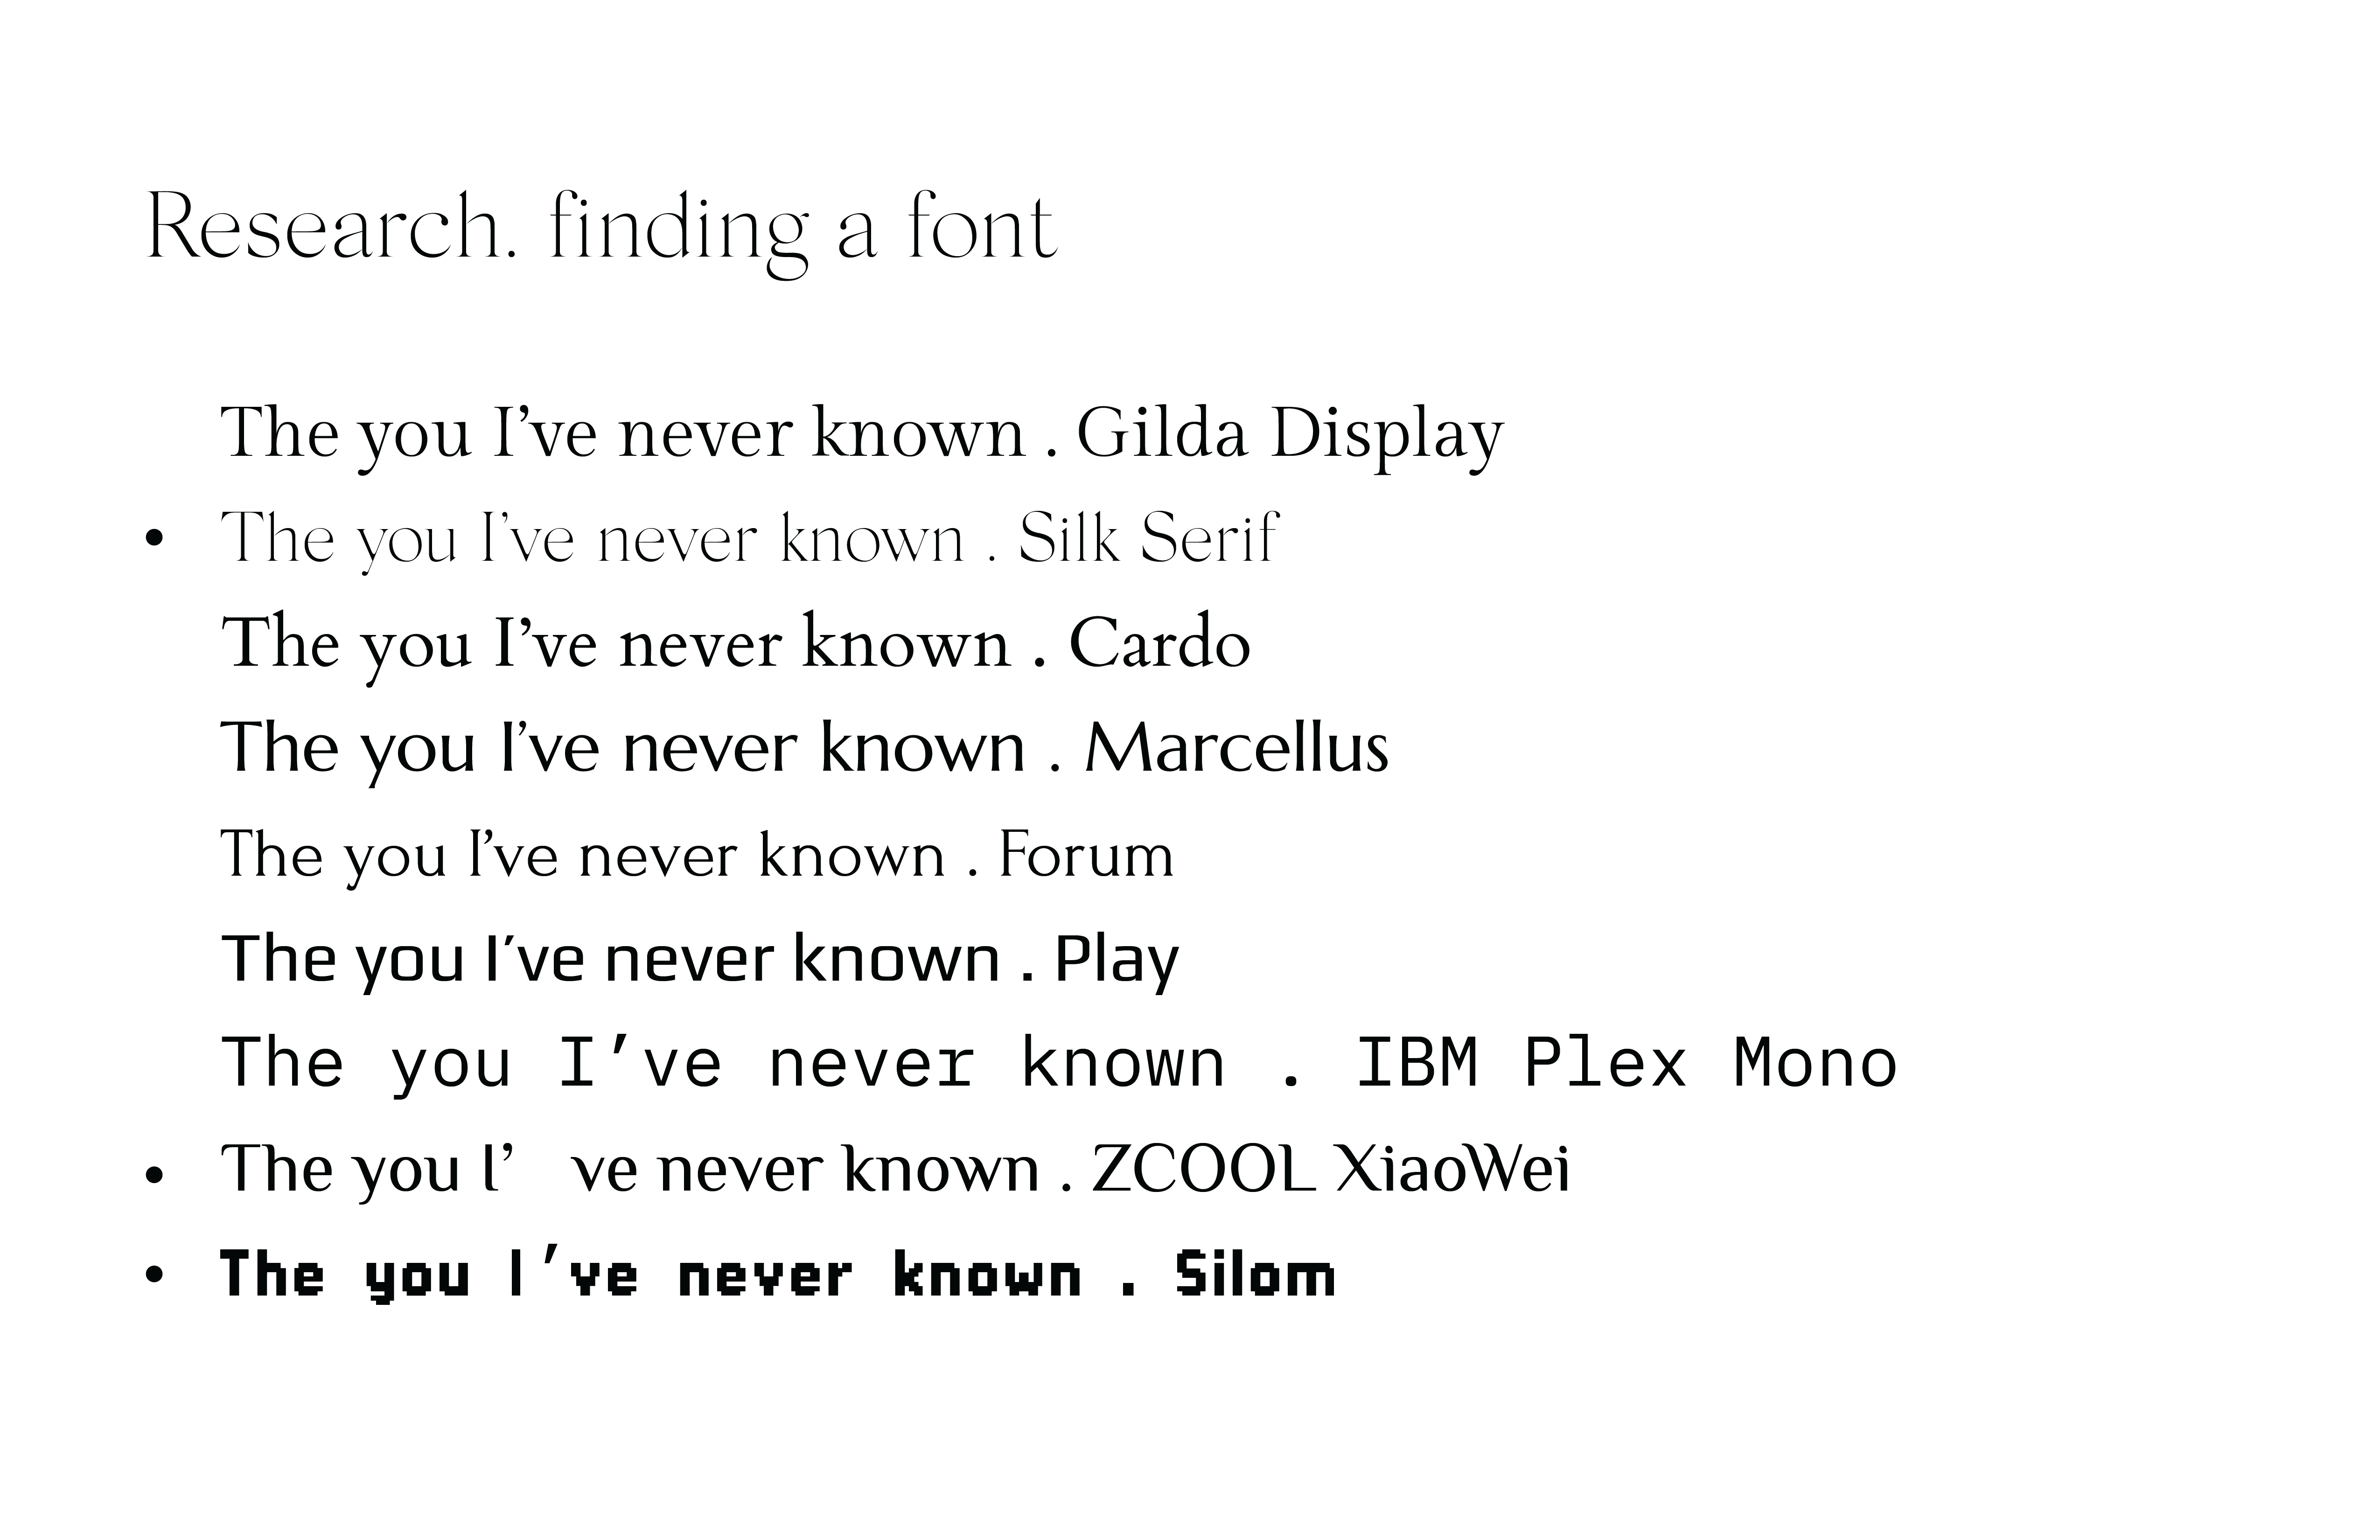 Research. finding a font
The you I’ve never known . Gilda Display
• The you I’ve never known . Silk Serif
The you I’ve never known . Cardo
The you I’ve never known . Marcellus
The you I’ve never known . Forum
The you I’ve never known . Play
The you I’ve never known . IBM Plex Mono
• The you I’ ve never known . ZCOOL XiaoWei
• The you I’ve never known . Silom